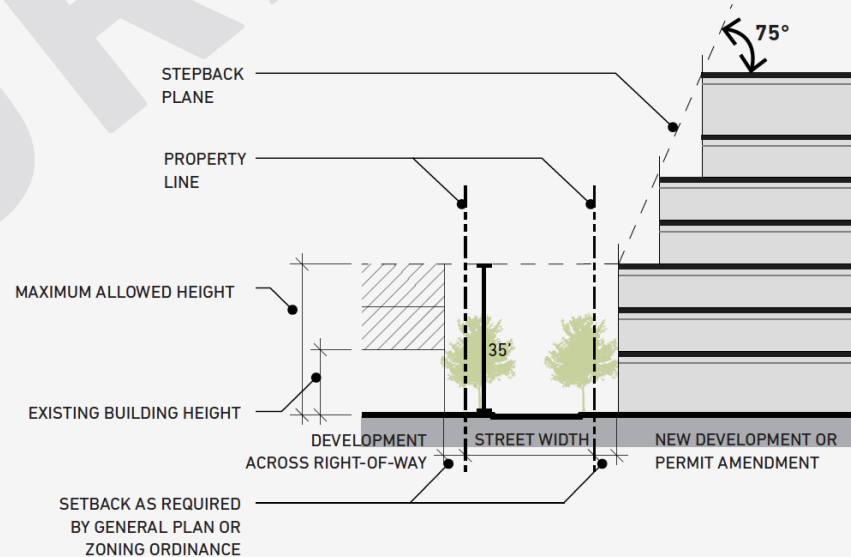 75°
STEPBACK
PLANE
PROPERTY
LINE
MAXIMUM ALLOWED HEIGHT
35'
EXISTING BUILDING HEIGHT
DEVELOPMENT
ACROSS RIGHT-OF-WAY
STREET WIDTH
NEW DEVELOPMENT OR
PERMIT AMENDMENT
SETBACK AS REQUIRED
BY GENERAL PLAN OR
ZONING ORDINANCE